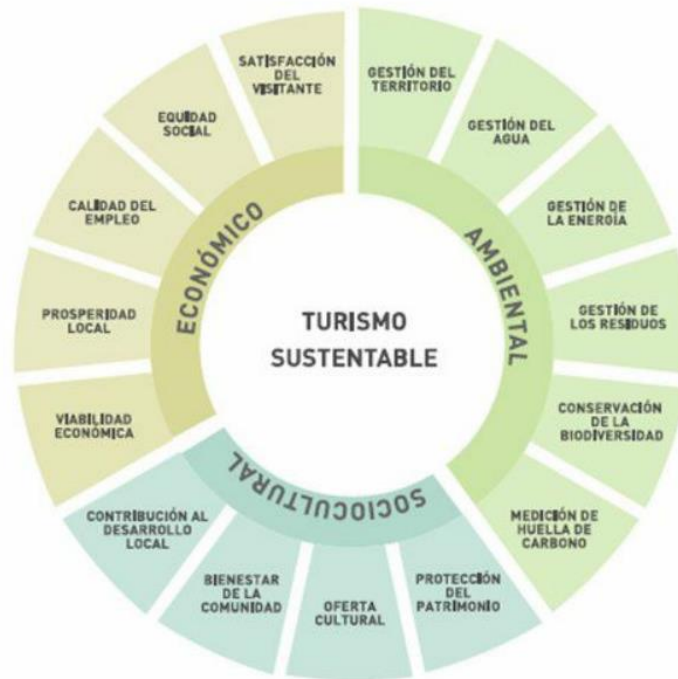 TURISMO
SUSTENTABLE
AMBIENTAL
GESTIÓN DEL
TERRITORIO
GESTIÓN DEL
AGUA
GESTIÓN DE
LA ENERGÍA
GESTIÓN DE
LOS RESIDUOS
CONSERVACIÓN
DE LA
BIODIVERSIDAD
MEDICIÓN DE
HUELLA DE
CARBONO
SOCIOCULTURAL
PROTECCIÓN
DEL
PATRIMONIO
OFERTA
CULTURAL
BIENESTAR
DE LA
COMUNIDAD
CONTRIBUCIÓN AL
DESARROLLO
LOCAL
ECONÓMICO
VIABILIDAD
ECONÓMICA
PROSPERIDAD
LOCAL
CALIDAD DEL
EMPLEO
EQUIDAD
SOCIAL
SATISFACCIÓN
DEL
VISITANTE